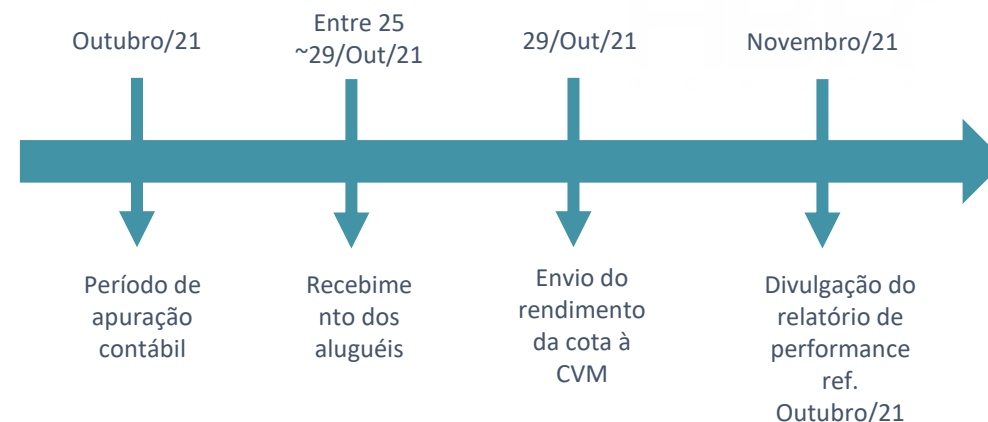 Outubro/21
Entre 25
~29/Out/21
29/Out/21
Novembro/21
Período de
apuração
contábil
Recebime
nto dos
aluguéis
Envio do
rendimento
da cota à
CVM
Divulgação do
relatório de
performance
ref.
Outubro/21